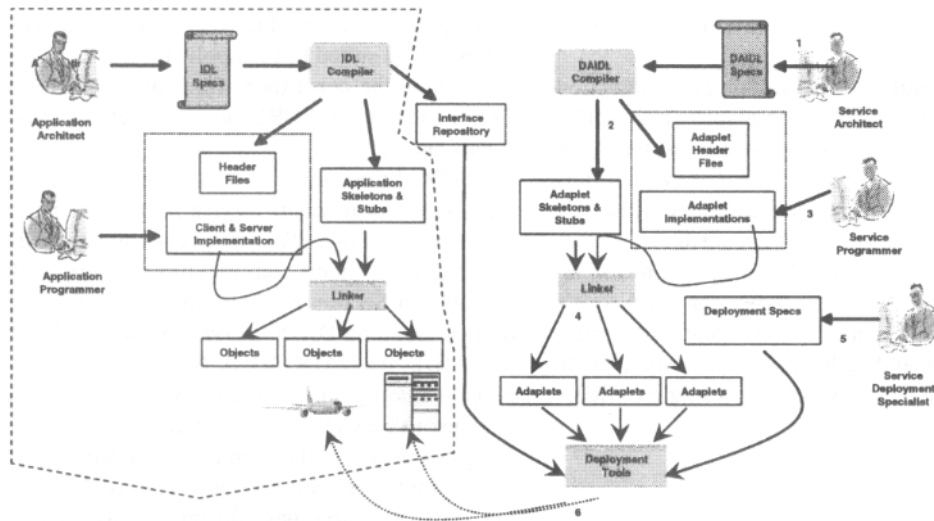 IDL
Compiler
IDL
Specs
Application
Architect
Interface
Repository
Header
Files
Application
Skeletons &
Stubs
Client & Server
Implementation
Application
Programmer
Linker
Objects
Objects
Objects
DAIDL
Compiler
DAIDL
Specs
1
Service
Architect
2
Adaplet
Header
Files
Adaplet
Skeletons &
Stubs
Adaplet
Implementations
3
Service
Programmer
Linker
4
Deployment Specs
5
Service
Deployment
Specialist
Adaplets
Adaplets
Adaplets
Deployment
Tools
6